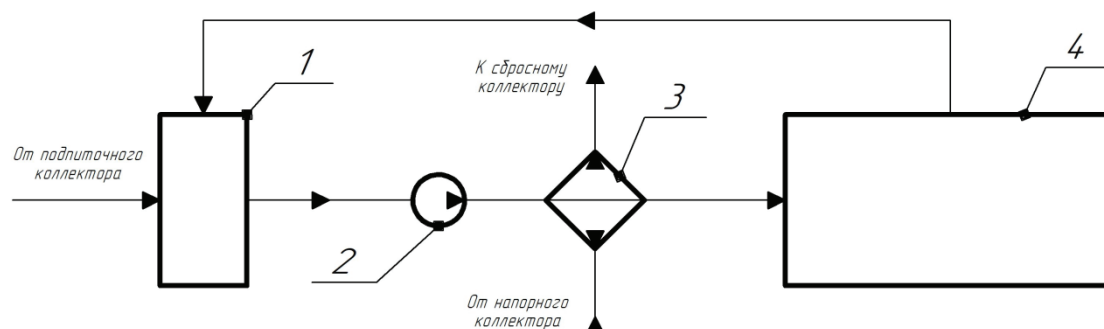 1
К сбросному
коллектору
3
4
От подпиточного
коллектора
2
От напорного
коллектора